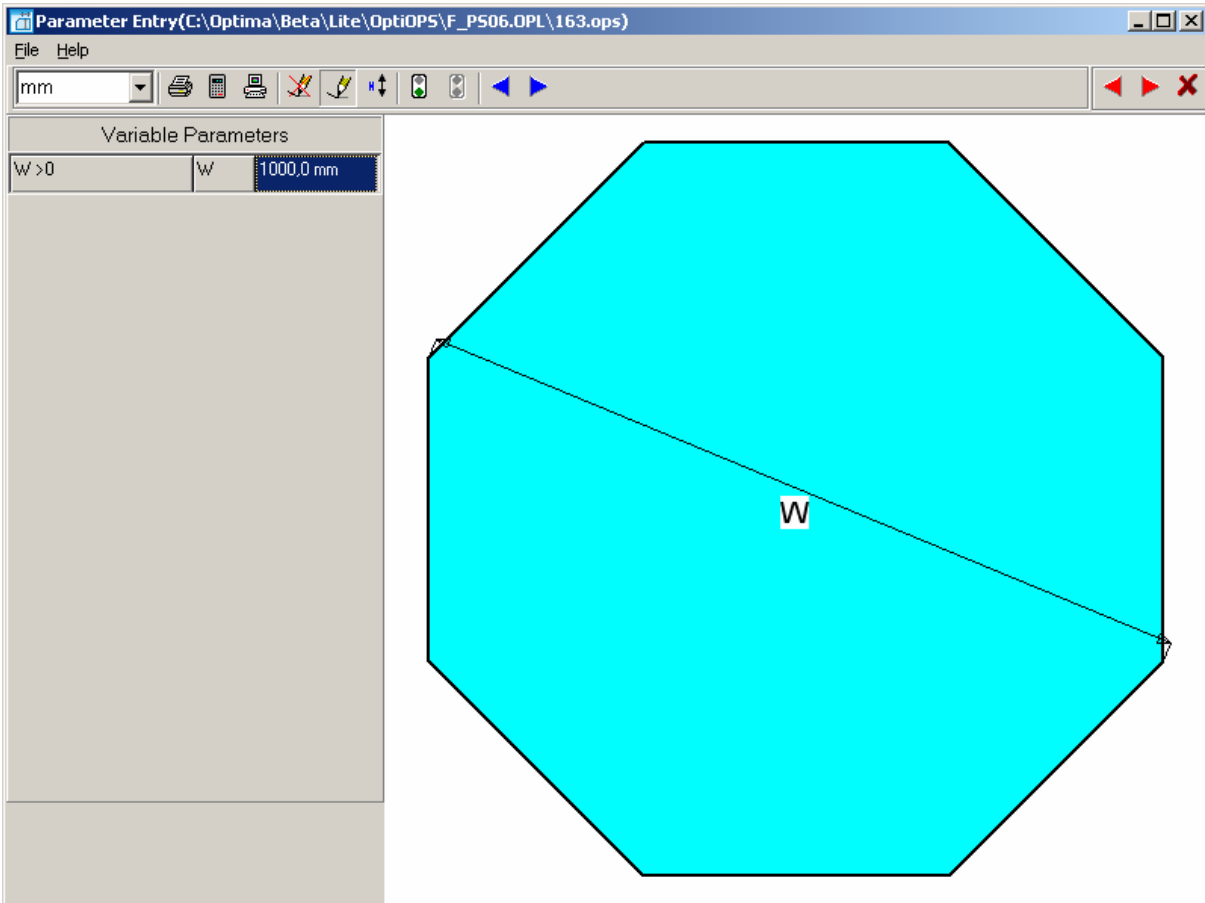 Parameter Entry(C:\Optima\Beta\Lite\OptiOPS\F_PS06.OPL\163.ops)
File Help
mm
Variable Parameters
W >0 W 1000,0 mm
W